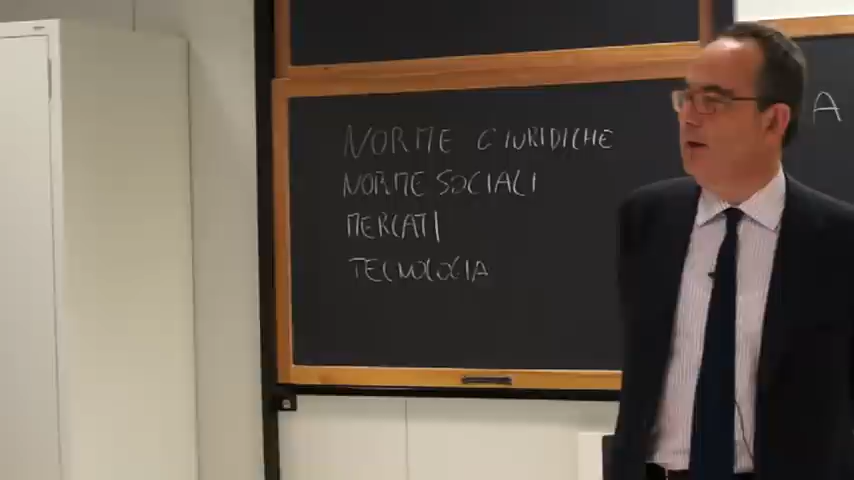 NORME GIURIDICHE
NORME SOCIALI
MERCATI
TECNOLOGIA
A